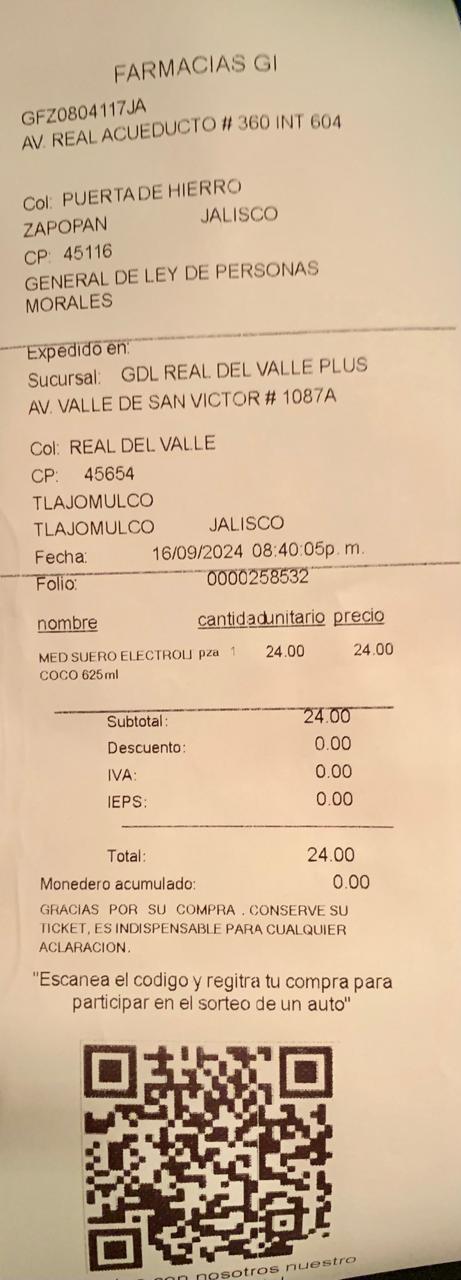 FARMACIAS GI
GFZ0804117JA
AV. REAL ACUEDUCTO # 360 INT 604
Col: PUERTA DE HIERRO
ZAPOPAN JALISCO
CP: 45116
GENERAL DE LEY DE PERSONAS
MORALES
Expedido en:
Sucursal: GDL REAL DEL VALLE PLUS
AV. VALLE DE SAN VICTOR # 1087A
Col: REAL DEL VALLE
CP: 45654
TLAJOMULCO
TLAJOMULCO JALISCO
Fecha: 16/09/2024 08:40:05p. m.
Folio: 0000258532
nombre cantidad unitario precio
MED SUERO ELECTROLI pza 1 24.00 24.00
COCO 625ml
Subtotal: 24.00
Descuento: 0.00
IVA: 0.00
IEPS: 0.00
Total: 24.00
Monedero acumulado: 0.00
GRACIAS POR SU COMPRA . CONSERVE SU
TICKET, ES INDISPENSABLE PARA CUALQUIER
ACLARACION.
"Escanea el codigo y regitra tu compra para
participar en el sorteo de un auto"
con nosotros nuestro